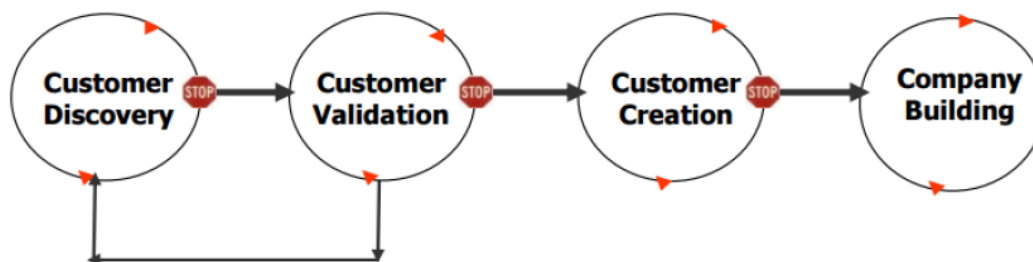 Customer
Discovery
STOP
Customer
Validation
STOP
Customer
Creation
STOP
Company
Building